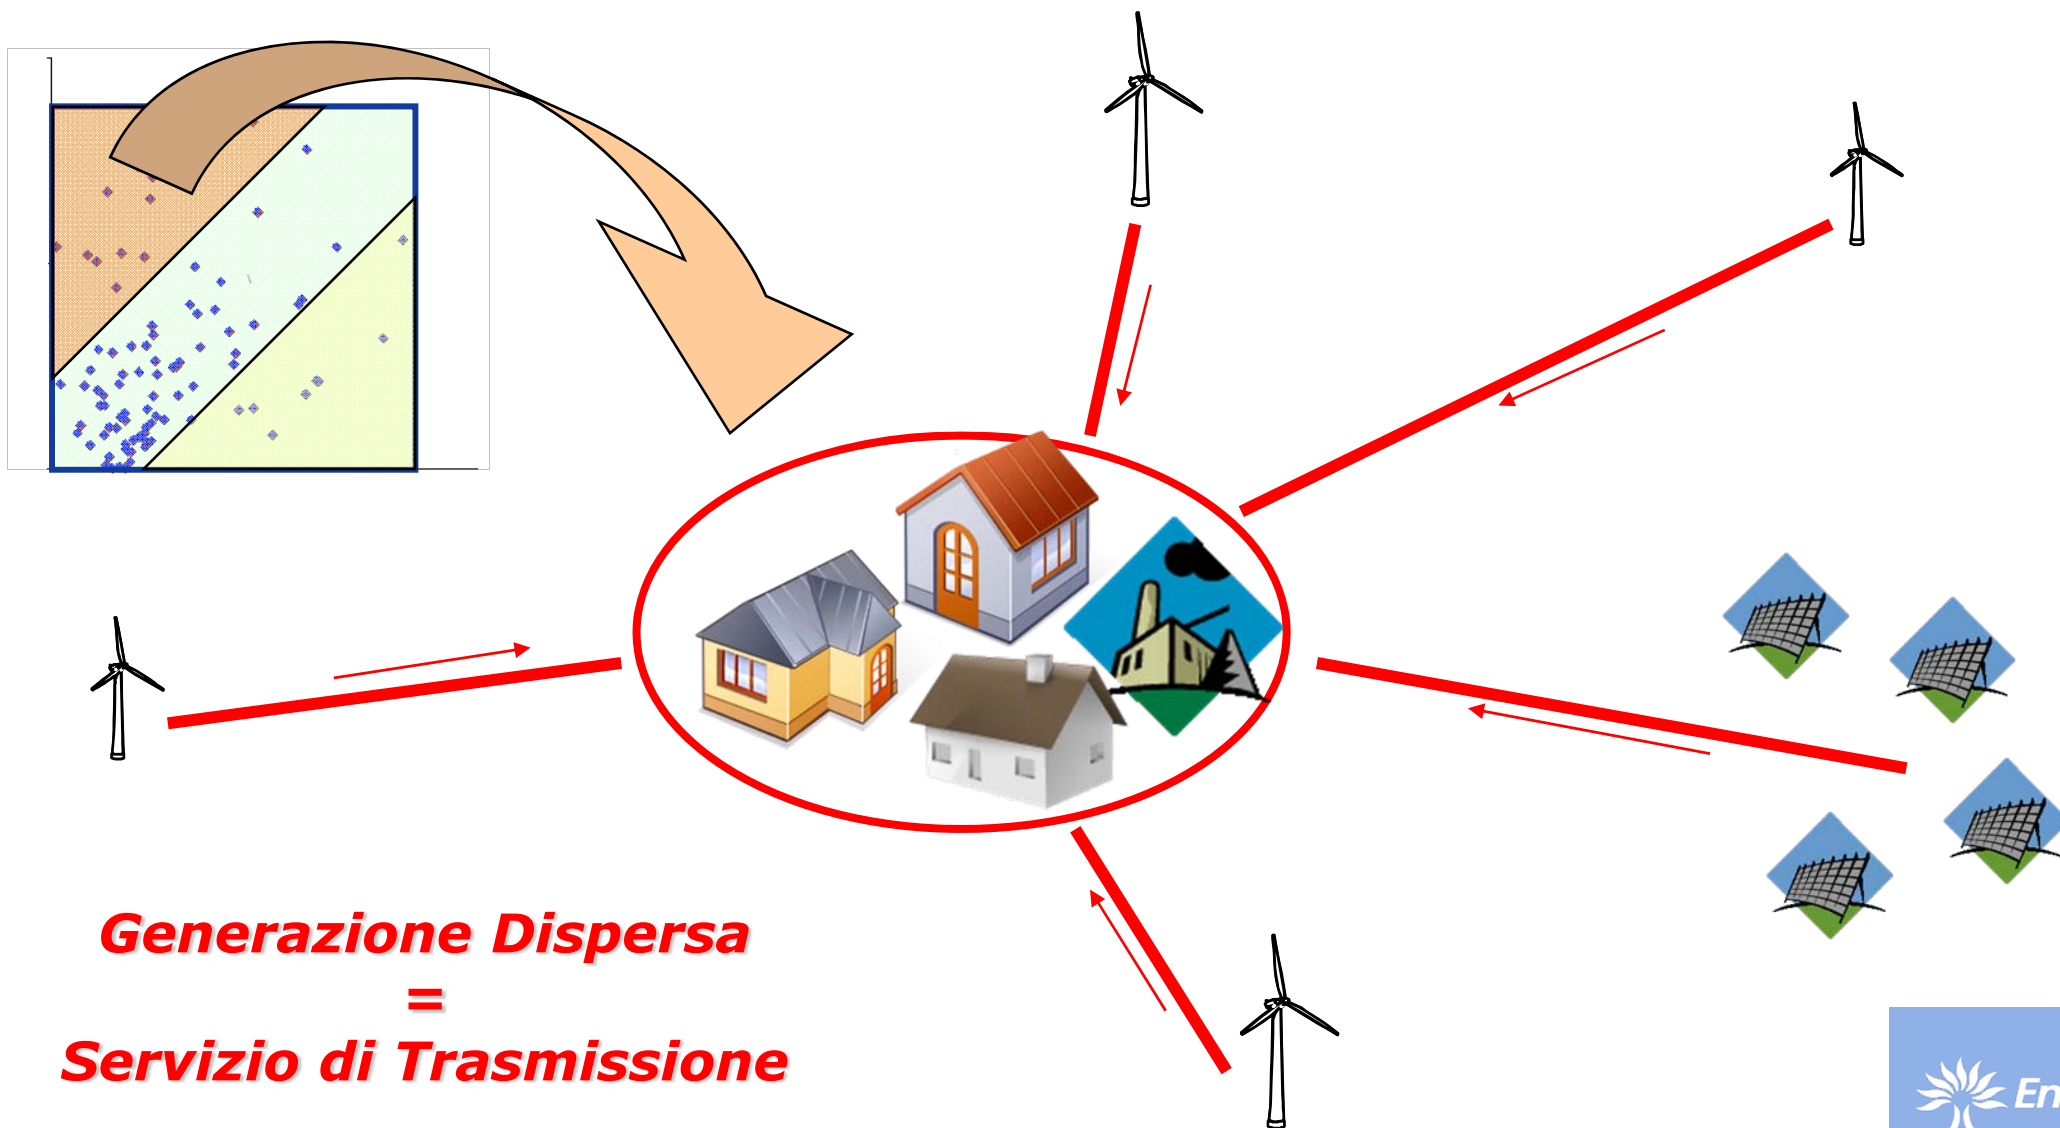 Generazione Dispersa
=
Servizio di Trasmissione